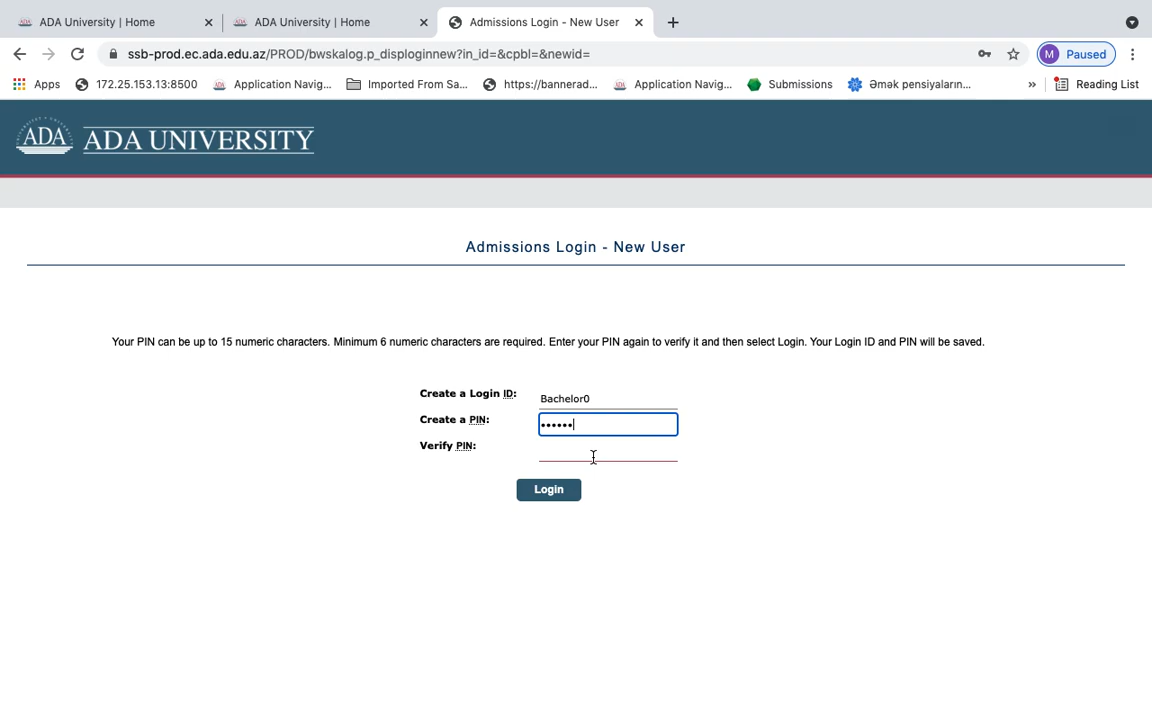 ADA University | Home
ADA University | Home
Admissions Login - New User
ssb-prod.ec.ada.edu.az/PROD/bwskalog.p_disploginnew?in_id=&cpbl=&newid=
M Paused
Apps 172.25.153.13:8500 Application Navig... Imported From Sa... https://bannerad... Application Navig... Submissions Əmək pensiyaların... » Reading List
ADA ADA UNIVERSITY
Admissions Login - New User
Your PIN can be up to 15 numeric characters. Minimum 6 numeric characters are required. Enter your PIN again to verify it and then select Login. Your Login ID and PIN will be saved.
Create a Login ID: Bachelor0
Create a PIN: ••••••
Verify PIN:
Login